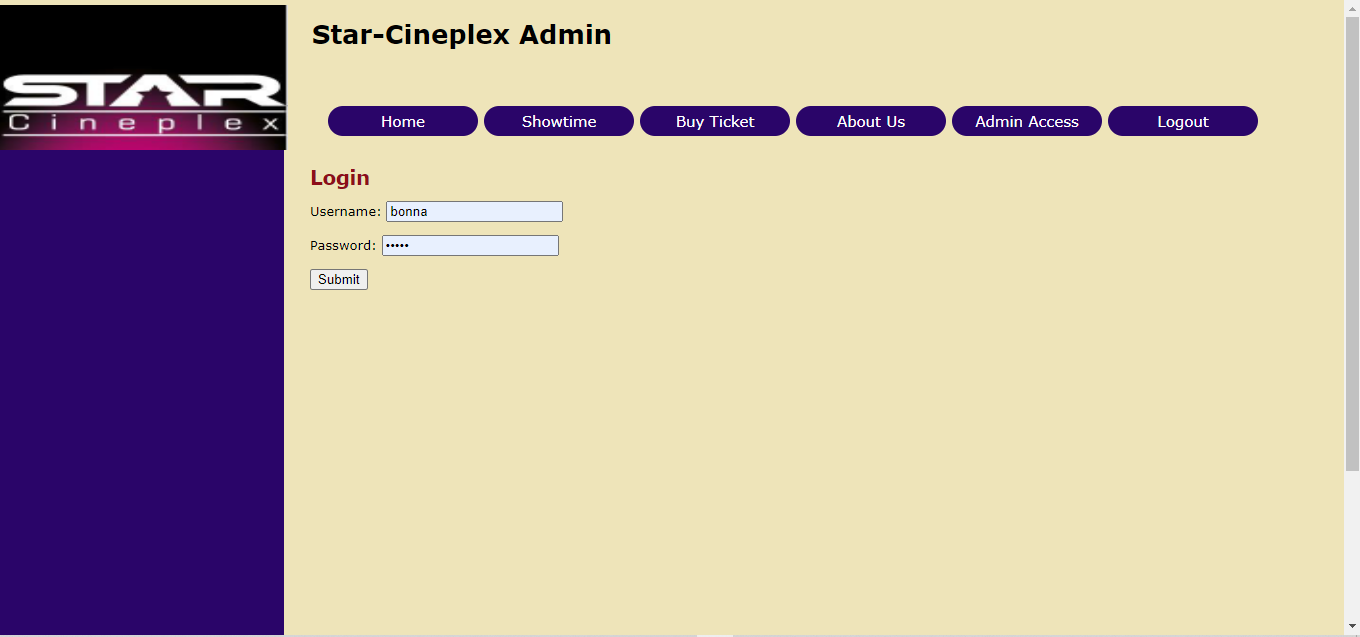 STAR
Cineplex
Star-Cineplex Admin
Home Showtime Buy Ticket About Us Admin Access Logout
Login
Username: bonna
Password: •••••
Submit